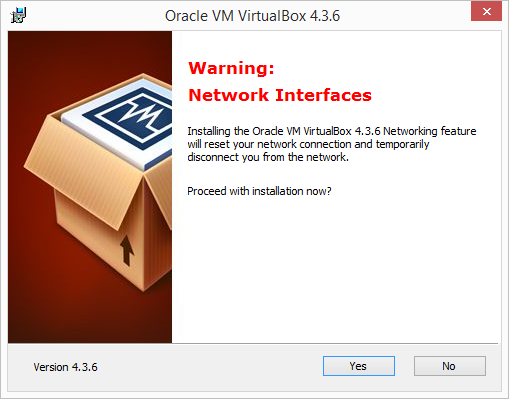 Oracle VM VirtualBox 4.3.6
Warning:
Network Interfaces
Installing the Oracle VM VirtualBox 4.3.6 Networking feature
will reset your network connection and temporarily
disconnect you from the network.
Proceed with installation now?
Version 4.3.6
Yes
No